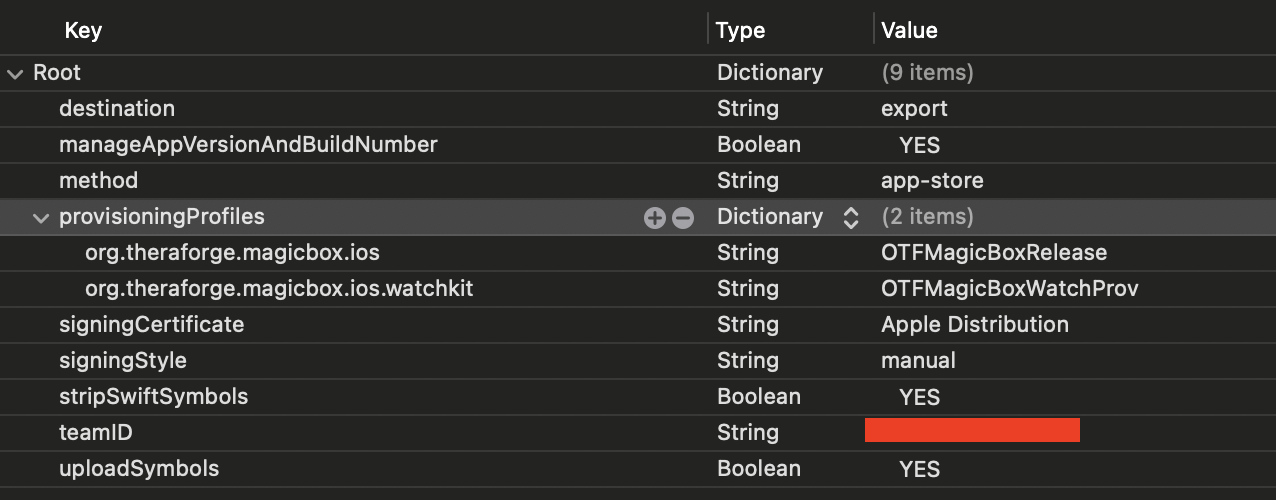 Key Type Value
Root Dictionary (9 items)
destination String export
manageAppVersionAndBuildNumber Boolean YES
method String app-store
provisioningProfiles Dictionary (2 items)
org.theraforge.magicbox.ios String OTFMagicBoxRelease
org.theraforge.magicbox.ios.watchkit String OTFMagicBoxWatchProv
signingCertificate String Apple Distribution
signingStyle String manual
stripSwiftSymbols Boolean YES
teamID String
uploadSymbols Boolean YES